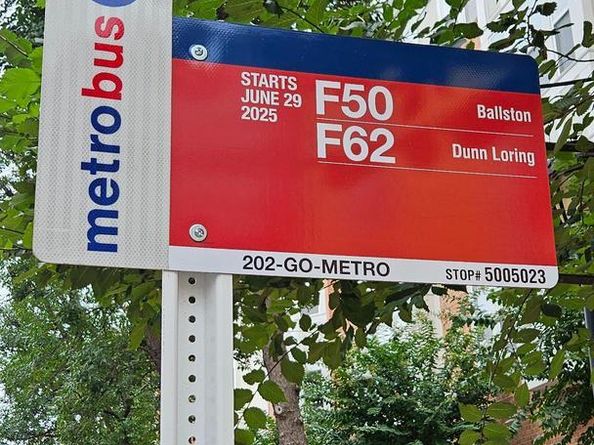 metrobus
STARTS
JUNE 29
2025
F50 Ballston
F62 Dunn Loring
202-GO-METRO
STOP# 5005023